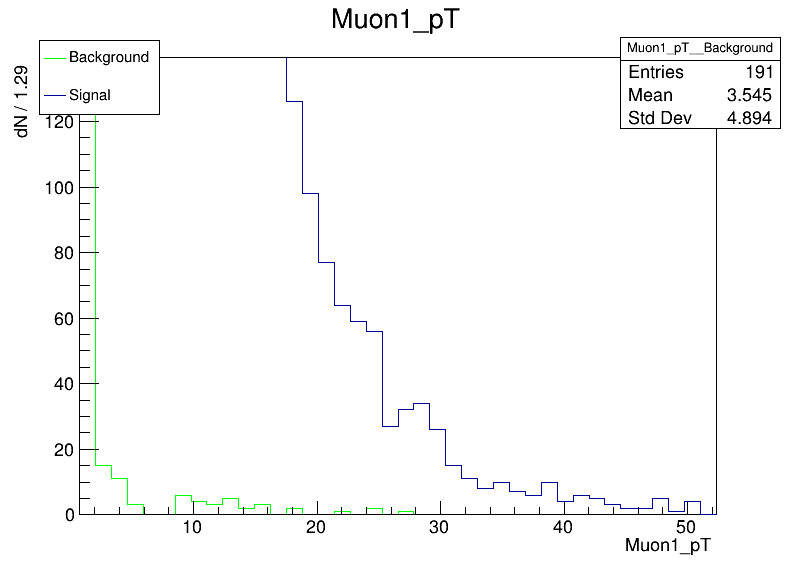 Muon1_pT
dN / 1.29
Background
Signal
Muon1_pT__Background
Entries 191
Mean 3.545
Std Dev 4.894
120
100
80
60
40
20
0
10 20 30 40 50
Muon1_pT